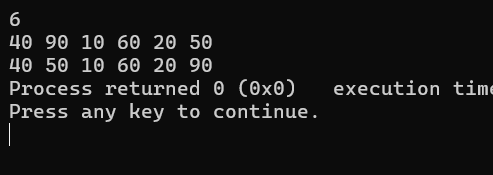 6
40 90 10 60 20 50
40 50 10 60 20 90
Process returned 0 (0x0)   execution time
Press any key to continue.